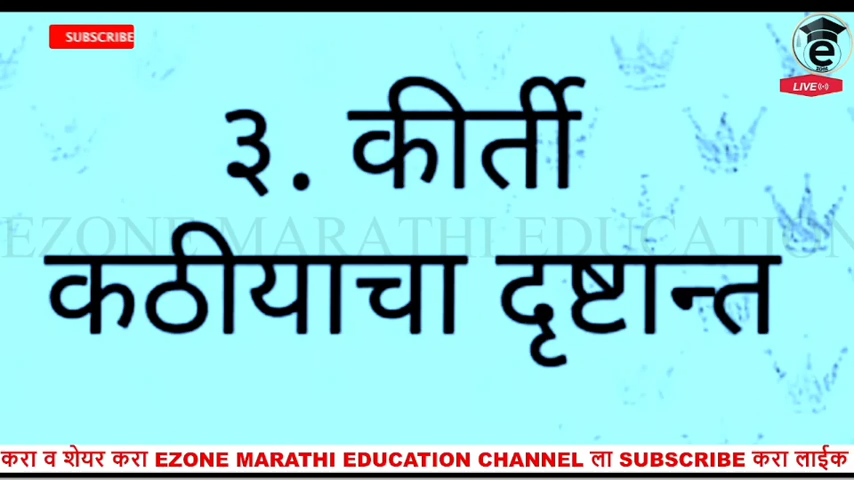 SUBSCRIBE
e
LIVE
३. कीर्ती
EZONE MARATHI EDUCATION
कठीयाचा दृष्टान्त
करा व शेयर करा EZONE MARATHI EDUCATION CHANNEL ला SUBSCRIBE करा लाईक